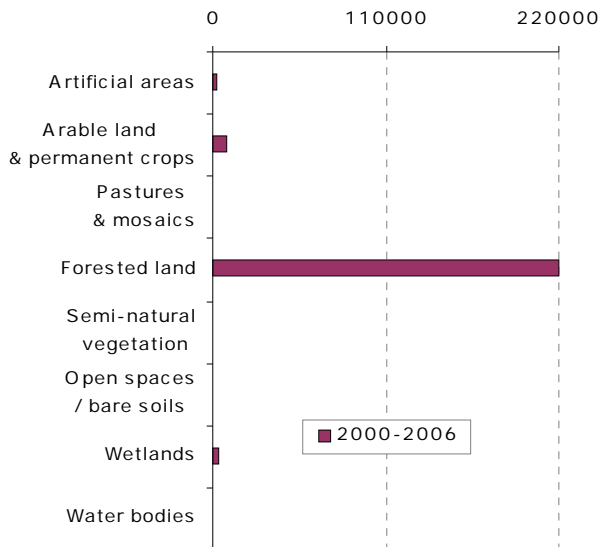 0 110000 220000
Artificial areas
Arable land
& permanent crops
Pastures
& mosaics
Forested land
Semi-natural
vegetation
Open spaces
/ bare soils
2000-2006
Wetlands
Water bodies